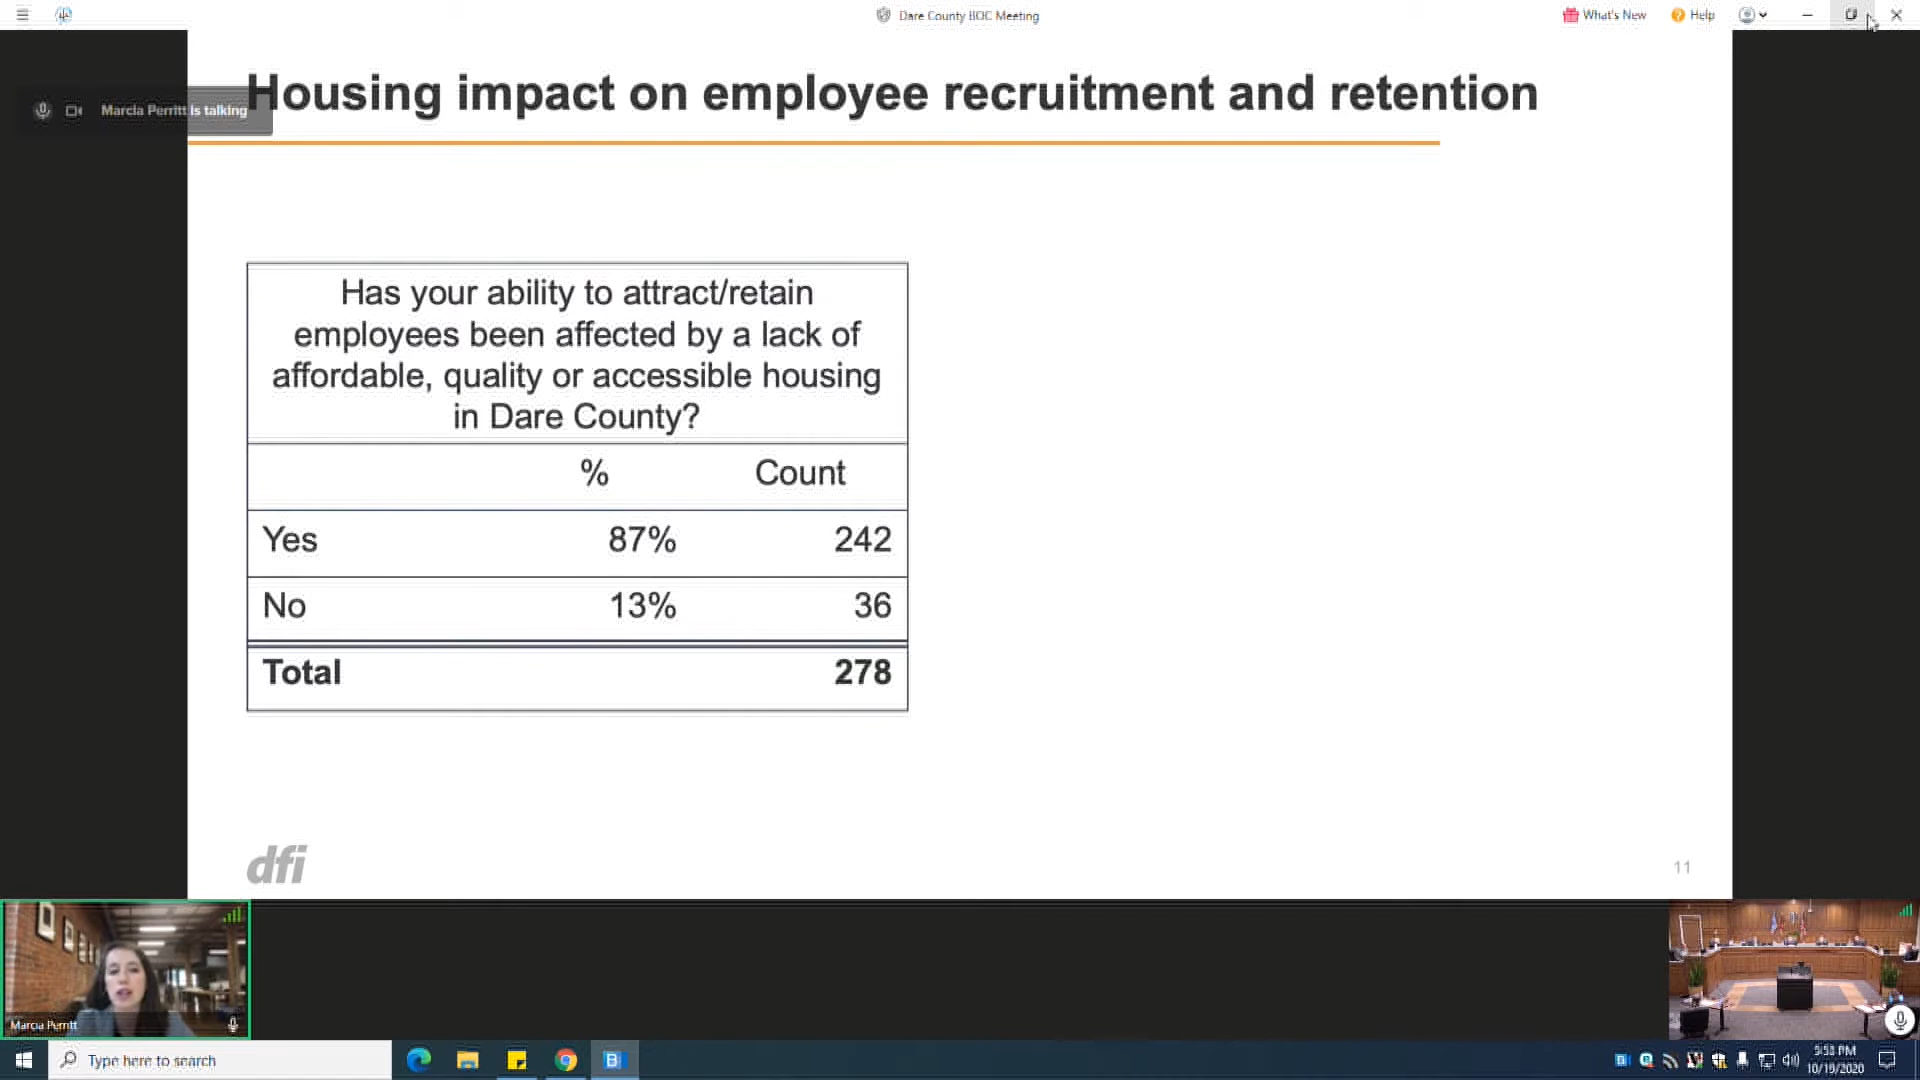 Dare County BOC Meeting
What's New
Help
Marcia Perritt is talking
Housing impact on employee recruitment and retention
Has your ability to attract/retain
employees been affected by a lack of
affordable, quality or accessible housing
in Dare County?
% Count
Yes 87% 242
No 13% 36
Total 278
dfi
11
Marcia Perritt
Type here to search
5:53 PM
10/19/2020